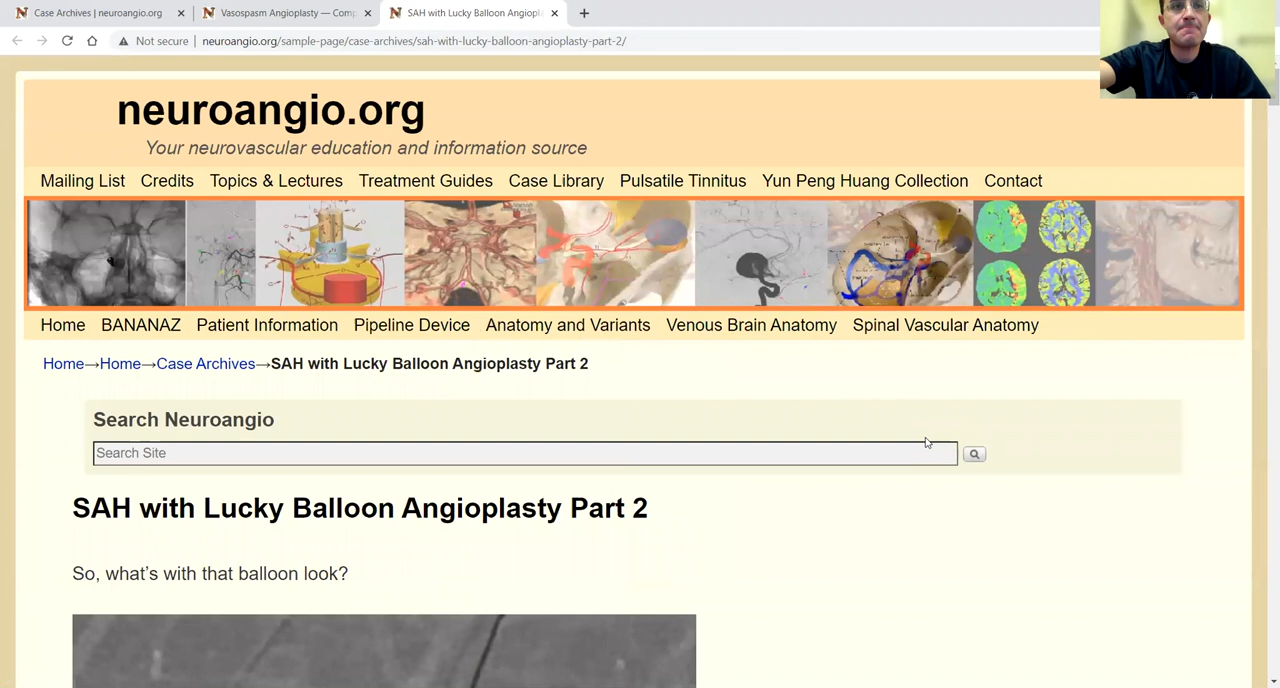 Case Archives | neuroangio.org
Vasospasm Angioplasty — Comp
SAH with Lucky Balloon Angiopl
Not secure | neuroangio.org/sample-page/case-archives/sah-with-lucky-balloon-angioplasty-part-2/
neuroangio.org
Your neurovascular education and information source
Mailing List Credits Topics & Lectures Treatment Guides Case Library Pulsatile Tinnitus Yun Peng Huang Collection Contact
Home BANANAZ Patient Information Pipeline Device Anatomy and Variants Venous Brain Anatomy Spinal Vascular Anatomy
Home→Home→Case Archives→SAH with Lucky Balloon Angioplasty Part 2
Search Neuroangio
Search Site
SAH with Lucky Balloon Angioplasty Part 2
So, what’s with that balloon look?